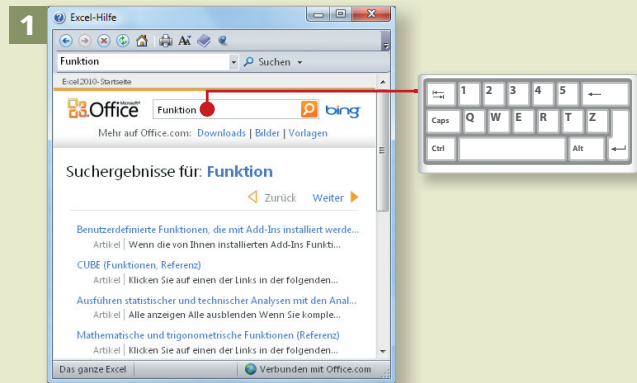 1
Excel-Hilfe
Funktion
Suchen
Excel 2010-Startseite
Microsoft
Office
Funktion
bing
Mehr auf Office.com: Downloads | Bilder | Vorlagen
Suchergebnisse für: Funktion
Zurück Weiter
Benutzerdefinierte Funktionen, die mit Add-Ins installiert werde...
Artikel | Wenn die von Ihnen installierten Add-Ins Funkti...
CUBE (Funktionen, Referenz)
Artikel | Klicken Sie auf einen der Links in der folgenden...
Ausführen statistischer und technischer Analysen mit den Anal...
Artikel | Alle anzeigen Alle ausblenden Wenn Sie komple...
Mathematische und trigonometrische Funktionen (Referenz)
Artikel | Klicken Sie auf einen der Links in der folgenden...
Das ganze Excel
Verbunden mit Office.com
1 2 3 4 5
Caps Q W E R T Z
Ctrl Alt